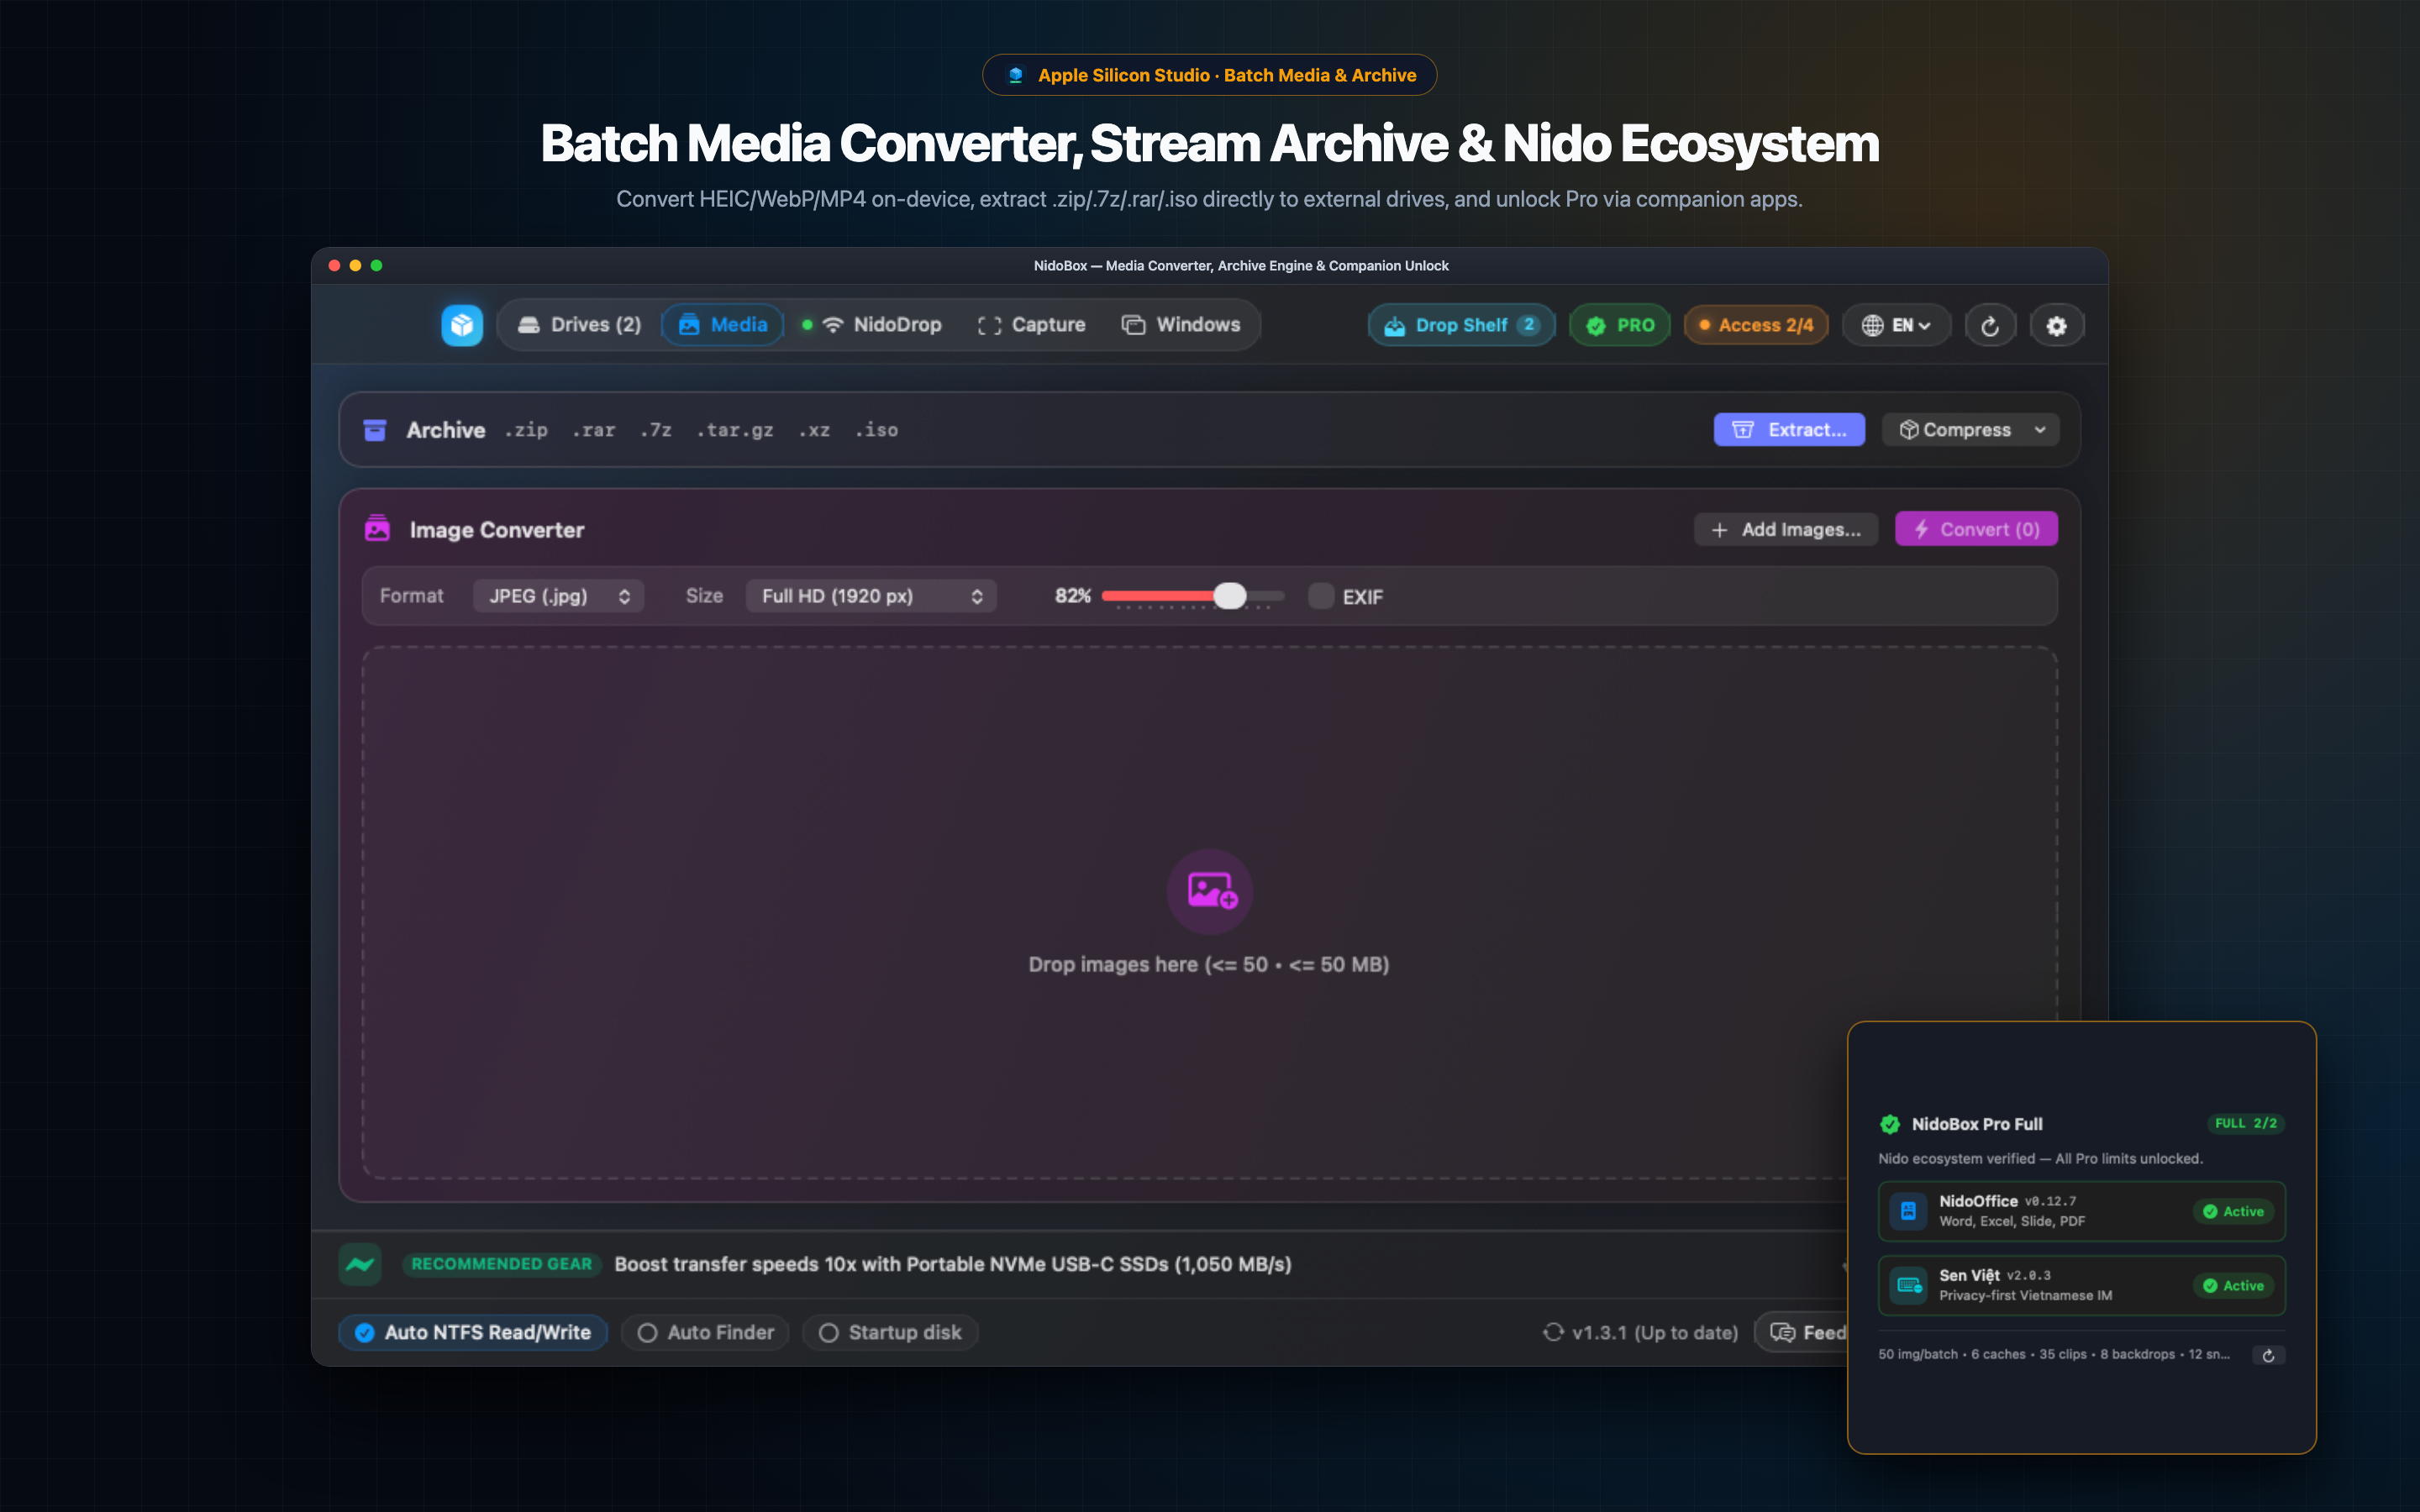 Apple Silicon Studio · Batch Media & Archive
Batch Media Converter, Stream Archive & Nido Ecosystem
Convert HEIC/WebP/MP4 on-device, extract .zip/.7z/.rar/.iso directly to external drives, and unlock Pro via companion apps.
NidoBox — Media Converter, Archive Engine & Companion Unlock
Drives (2) Media NidoDrop Capture Windows Drop Shelf 2 PRO Access 2/4 EN
Archive .zip .rar .7z .tar.gz .xz .iso Extract... Compress
Image Converter Add Images... Convert (0)
Format JPEG (.jpg) Size Full HD (1920 px) 82% EXIF
Drop images here (<= 50 • <= 50 MB)
RECOMMENDED GEAR Boost transfer speeds 10x with Portable NVMe USB-C SSDs (1,050 MB/s)
Auto NTFS Read/Write Auto Finder Startup disk v1.3.1 (Up to date) Feed
NidoBox Pro Full FULL 2/2
Nido ecosystem verified — All Pro limits unlocked.
NidoOffice v0.12.7 Active
Word, Excel, Slide, PDF
Sen Việt v2.0.3 Active
Privacy-first Vietnamese IM
50 img/batch • 6 caches • 35 clips • 8 backdrops • 12 sn...